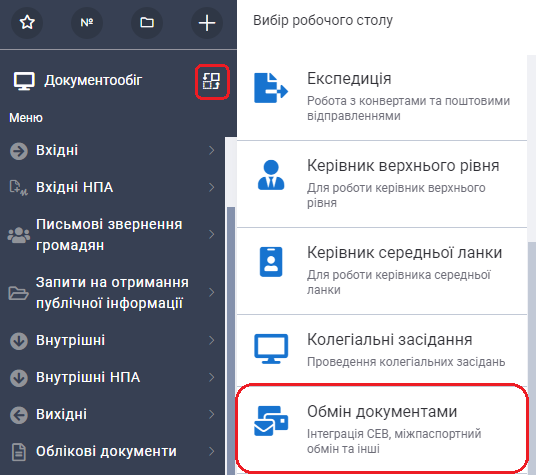 №
Документообіг
Меню
Вхідні
Вхідні НПА
Письмові звернення
громадян
Запити на отримання
публічної інформації
Внутрішні
Внутрішні НПА
Вихідні
Облікові документи
Вибір робочого столу
Експедиція
Робота з конвертами та поштовими
відправленнями
Керівник верхнього рівня
Для роботи керівник верхнього
рівня
Керівник середньої ланки
Для роботи керівника середньої
ланки
Колегіальні засідання
Проведення колегіальних засідань
Обмін документами
Інтеграція СЕВ, міжпаспортний
обмін та інші